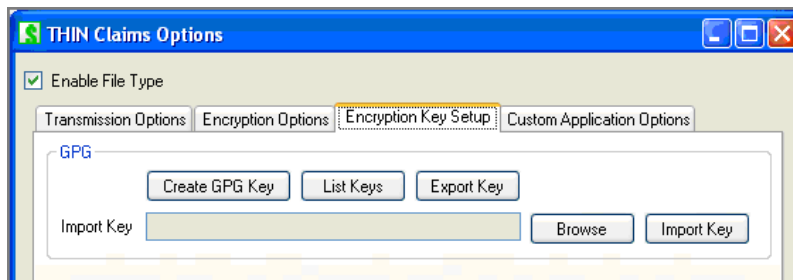 THIN Claims Options
Enable File Type
Transmission Options Encryption Options Encryption Key Setup Custom Application Options
GPG
Create GPG Key List Keys Export Key
Import Key Browse Import Key